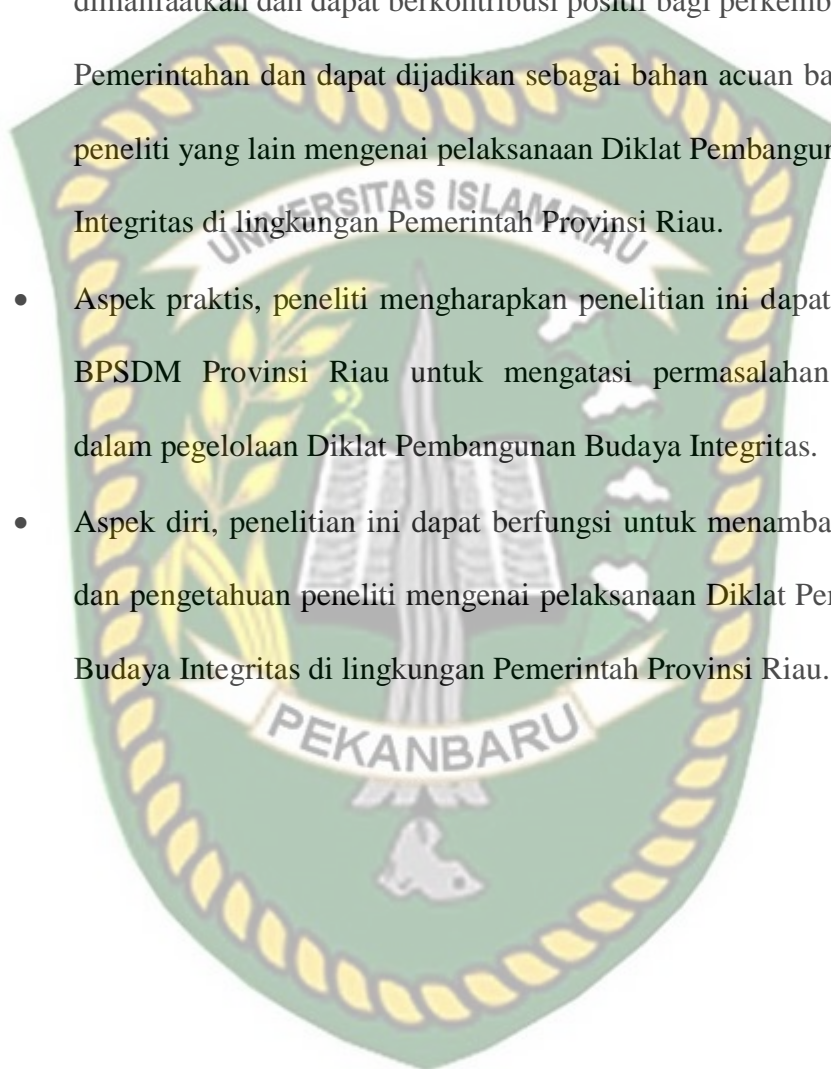 dimanfaatkan dan dapat berkontribusi positif bagi perkemb
Pemerintahan dan dapat dijadikan sebagai bahan acuan ba
peneliti yang lain mengenai pelaksanaan Diklat Pembangun
UNIVERSITAS ISLAM RIAU
Integritas di lingkungan Pemerintah Provinsi Riau.
• Aspek praktis, peneliti mengharapkan penelitian ini dapat
BPSDM Provinsi Riau untuk mengatasi permasalahan
dalam pegelolaan Diklat Pembangunan Budaya Integritas.
• Aspek diri, penelitian ini dapat berfungsi untuk menamba
dan pengetahuan peneliti mengenai pelaksanaan Diklat Per
Budaya Integritas di lingkungan Pemerintah Provinsi Riau.
PEKANBARU